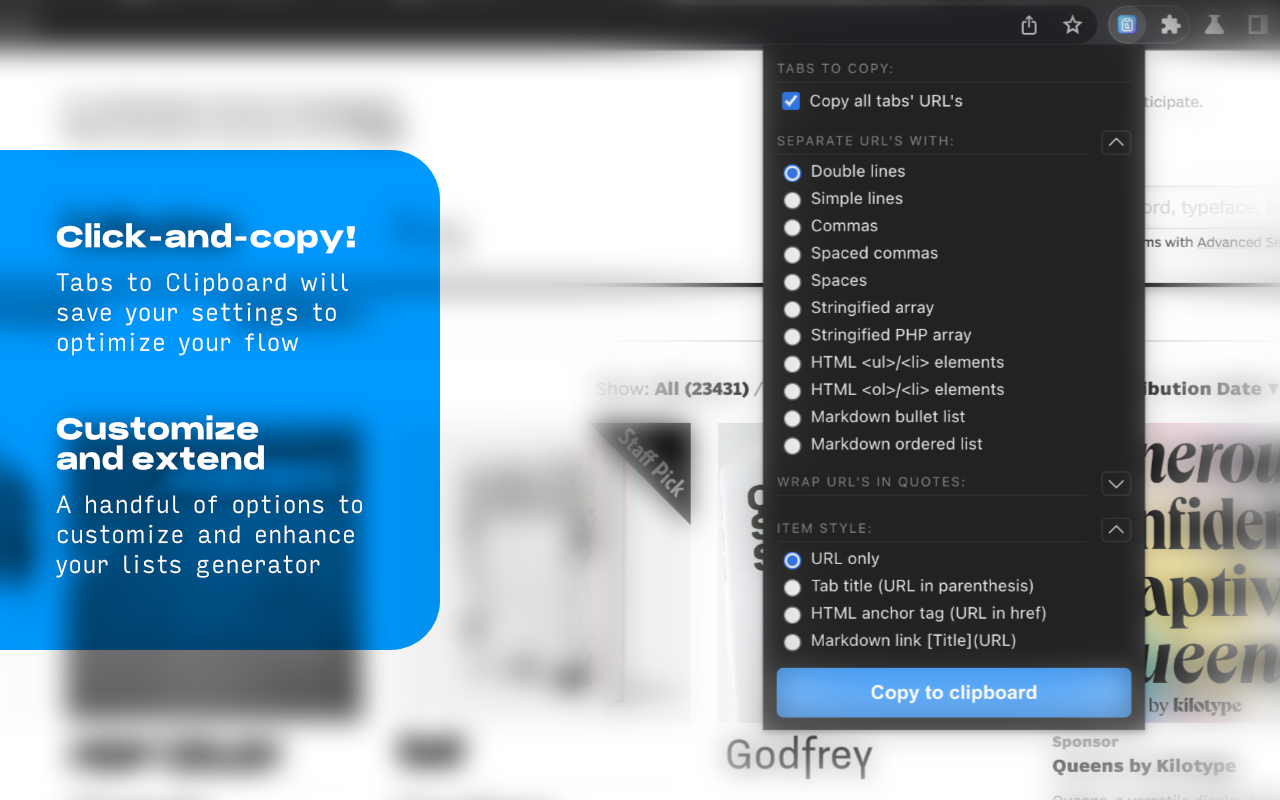 Click-and-copy!
Tabs to Clipboard will
save your settings to
optimize your flow
Customize
and extend
A handful of options to
customize and enhance
your lists generator
TABS TO COPY:
Copy all tabs' URL's
SEPARATE URL'S WITH:
Double lines
Simple lines
Commas
Spaced commas
Spaces
Stringified array
Stringified PHP array
HTML <ul>/<li> elements
HTML <ol>/<li> elements
Markdown bullet list
Markdown ordered list
WRAP URL'S IN QUOTES:
ITEM STYLE:
URL only
Tab title (URL in parenthesis)
HTML anchor tag (URL in href)
Markdown link [Title](URL)
Copy to clipboard
ticipate.
ord, typeface,
ms with Advanced Se
Show: All (23431) /
ibution Date
Staff Pick
nerou
nfiden
aptiv
ueen
by kilotype
Godfrey
Sponsor
Queens by Kilotype